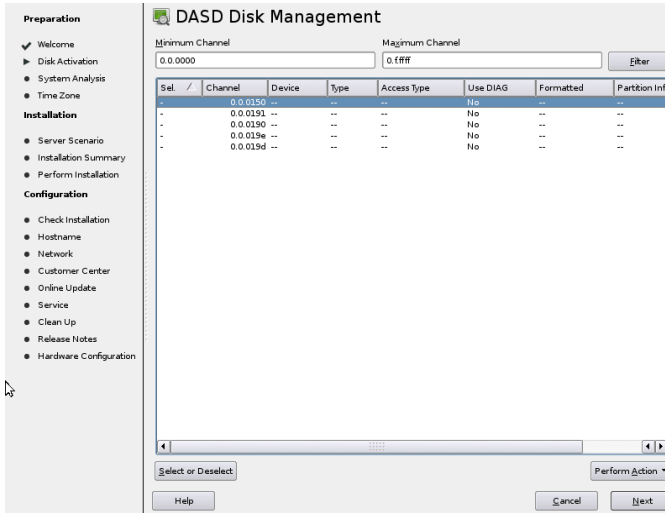 Preparation
Welcome
Disk Activation
System Analysis
Time Zone
Installation
Server Scenario
Installation Summary
Perform Installation
Configuration
Check Installation
Hostname
Network
Customer Center
Online Update
Service
Clean Up
Release Notes
Hardware Configuration
DASD Disk Management
Minimum Channel Maximum Channel
0.0.0000 0.f.ffff Filter
Sel. Channel Device Type Access Type Use DIAG Formatted Partition Inf
- 0.0.0150 -- -- -- No -- --
- 0.0.0191 -- -- -- No -- --
- 0.0.0190 -- -- -- No -- --
- 0.0.019e -- -- -- No -- --
- 0.0.019d -- -- -- No -- --
Select or Deselect Perform Action
Help Cancel Next